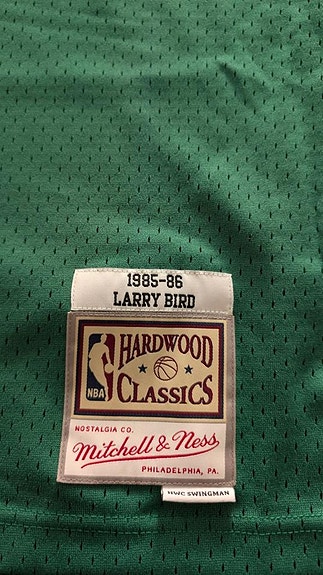 1985-86
LARRY BIRD
HARDWOOD
NBA
CLASSICS
NOSTALGIA CO.
Mitchell & Ness
PHILADELPHIA, PA.
HWC SWINGMAN